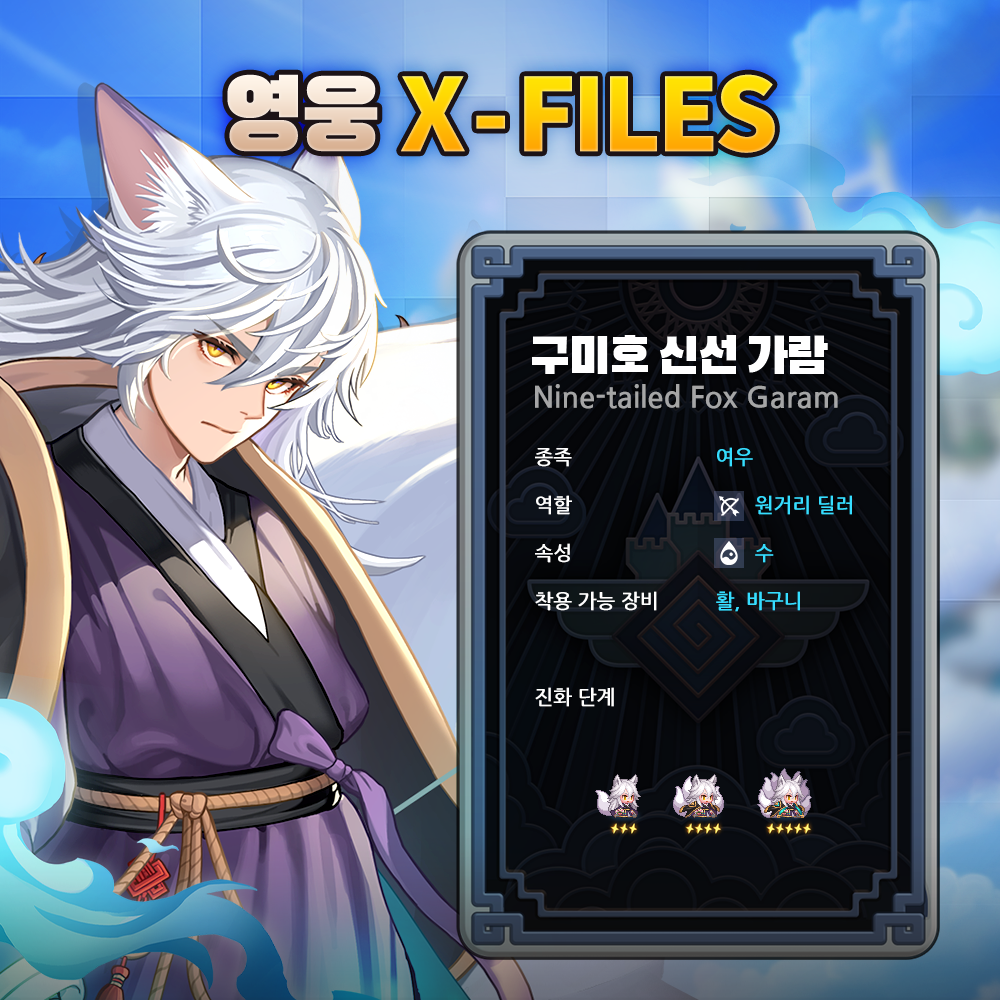 영웅 X-FILES
구미호 신선 가람
Nine-tailed Fox Garam
종족 여우
역할 원거리 딜러
속성 수
착용 가능 장비 활, 바구니
진화 단계